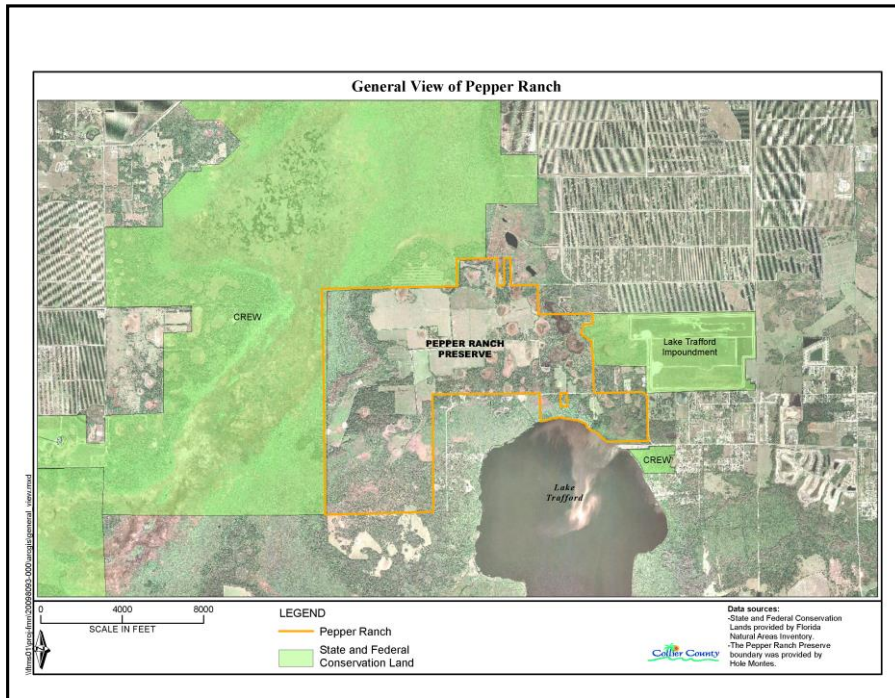 General View of Pepper Ranch
CREW
PEPPER RANCH
PRESERVE
Lake Trafford
Impoundment
CREW
Lake
Trafford
0 4000 8000
SCALE IN FEET
LEGEND
Pepper Ranch
State and Federal
Conservation Land
Collier County
Data sources:
-State and Federal Conservation
Lands provided by Florida
Natural Areas Inventory.
-The Pepper Ranch Preserve
boundary was provided by
Hole Montes.